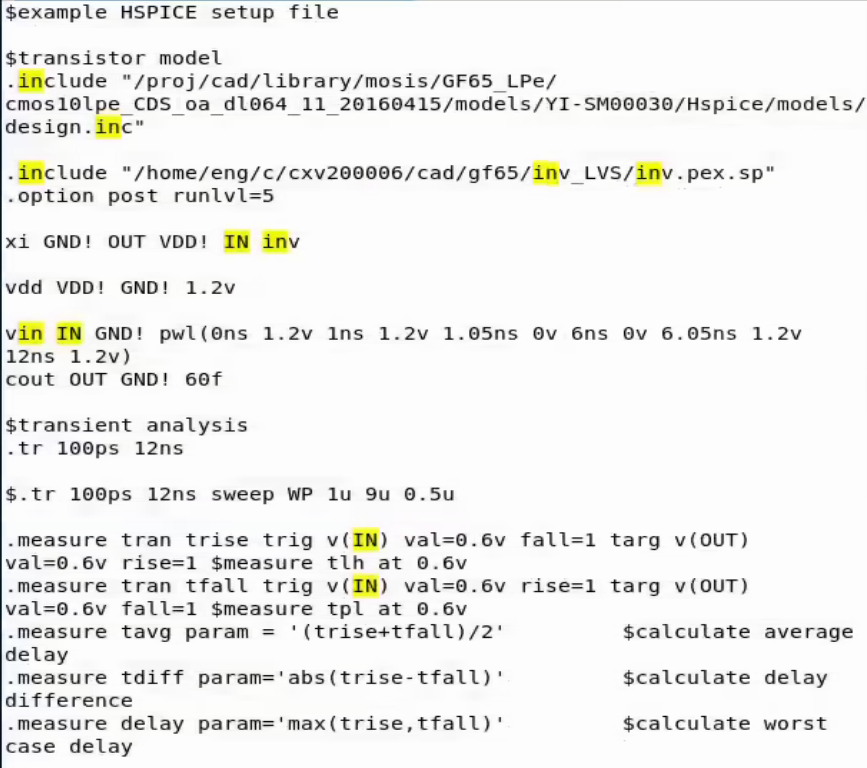 $example HSPICE setup file
$transistor model
.include "/proj/cad/library/mosis/GF65_LPe/
cmos10lpe_CDS_oa_dl064_11_20160415/models/YI-SM00030/Hspice/models/
design.inc"
.include "/home/eng/c/cxv200006/cad/gf65/inv_LVS/inv.pex.sp"
.option post runlvl=5
xi GND! OUT VDD! IN inv
vdd VDD! GND! 1.2v
vin IN GND! pwl(0ns 1.2v 1ns 1.2v 1.05ns 0v 6ns 0v 6.05ns 1.2v
12ns 1.2v)
cout OUT GND! 60f
$transient analysis
.tr 100ps 12ns
$.tr 100ps 12ns sweep WP 1u 9u 0.5u
.measure tran trise trig v(IN) val=0.6v fall=1 targ v(OUT)
val=0.6v rise=1 $measure tlh at 0.6v
.measure tran tfall trig v(IN) val=0.6v rise=1 targ v(OUT)
val=0.6v fall=1 $measure tpl at 0.6v
.measure tavg param = '(trise+tfall)/2' $calculate average
delay
.measure tdiff param='abs(trise-tfall)' $calculate delay
difference
.measure delay param='max(trise,tfall)' $calculate worst
case delay